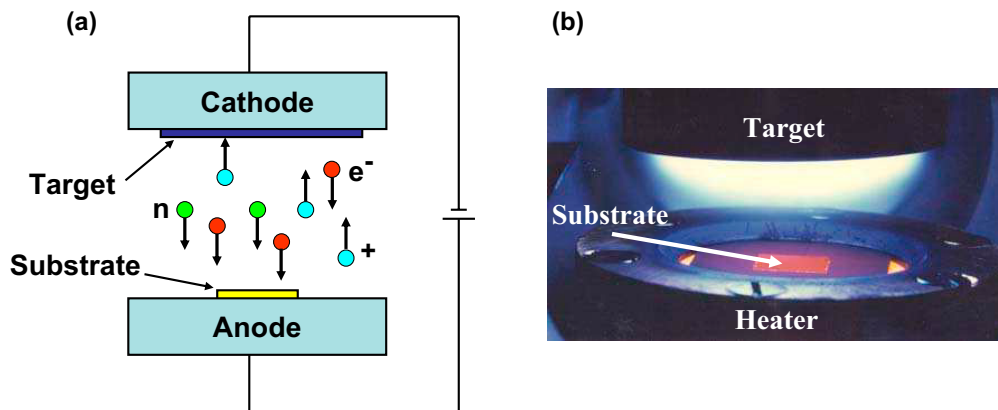 (a)
Cathode
Target
e-
n
+
Substrate
Anode
(b)
Target
Substrate
Heater